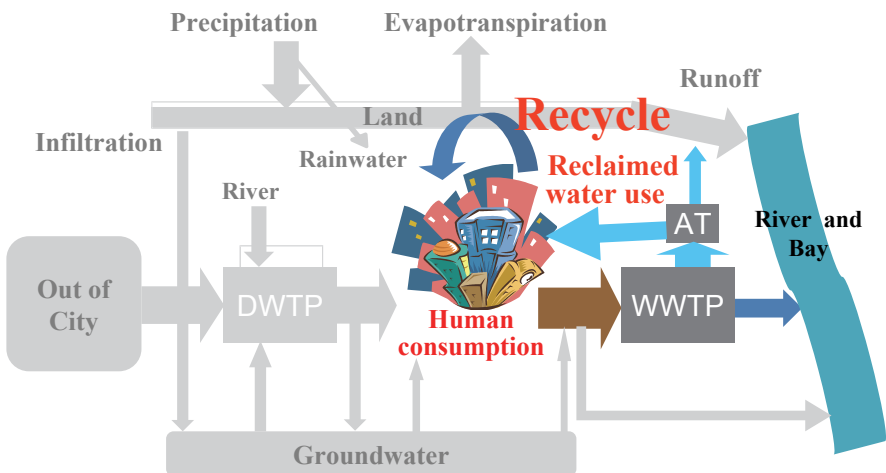 Precipitation
Evapotranspiration
Runoff
Land
Recycle
Infiltration
Rainwater
Reclaimed
water use
River
AT
River and
Bay
Out of
City
DWTP
WWTP
Human
consumption
Groundwater